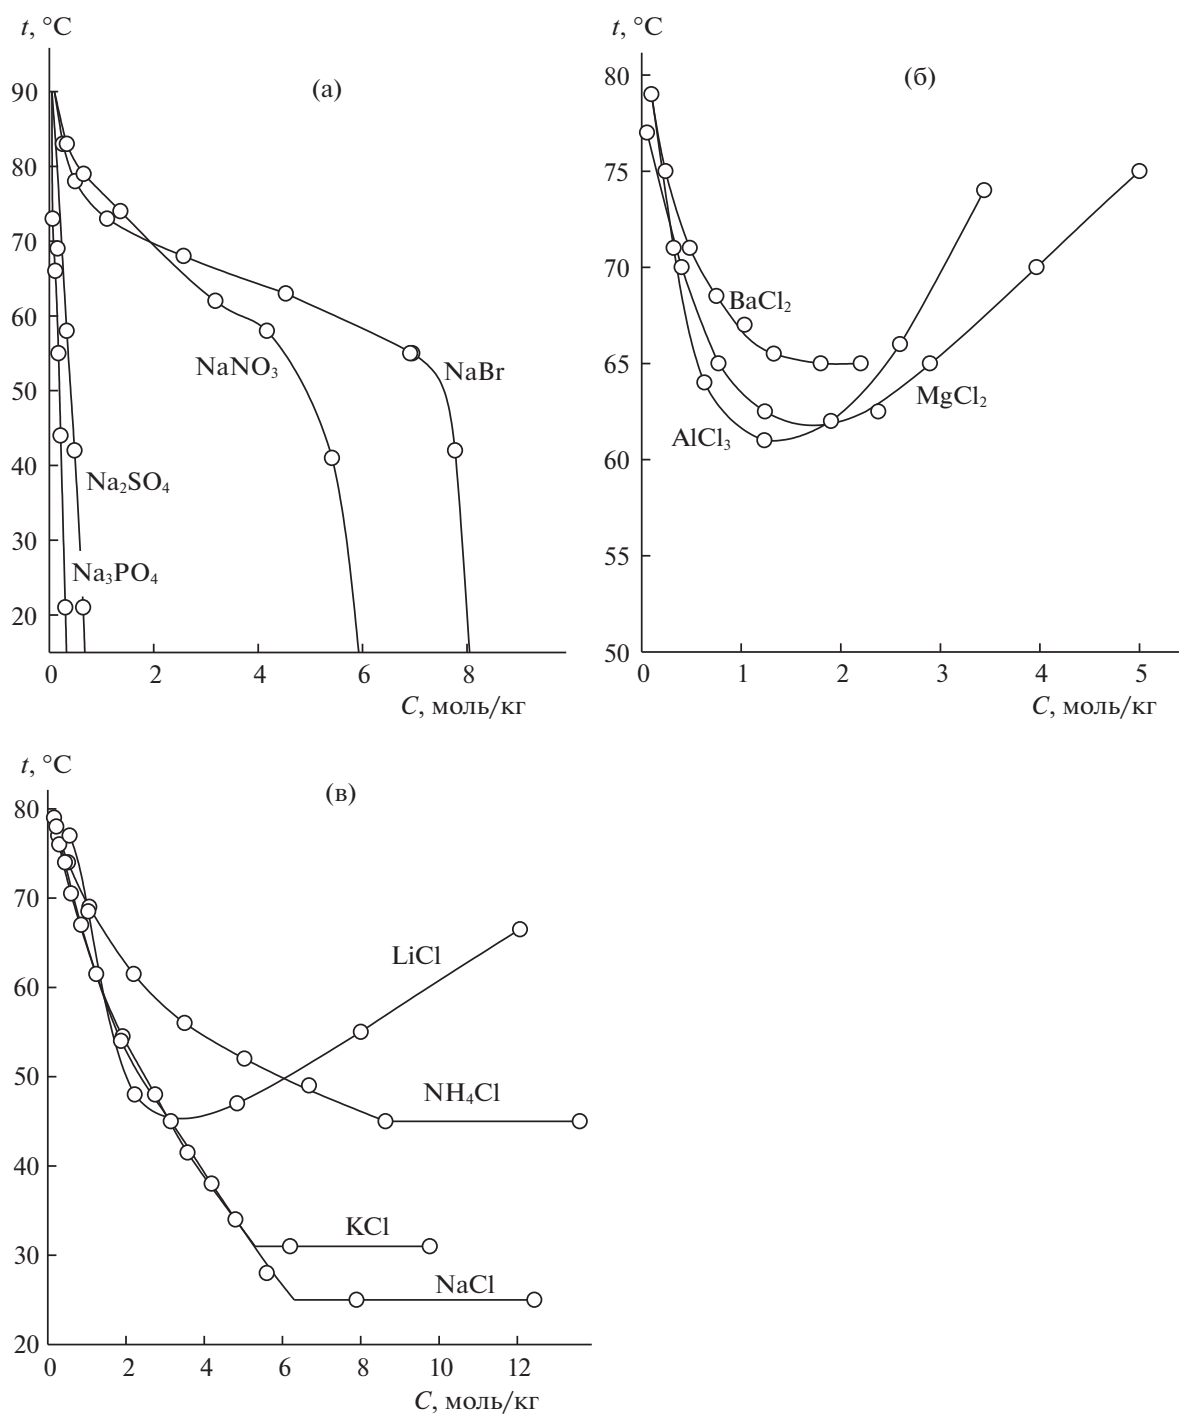 t, °C
(а)
90
80
70
60
50
40
30
20
NaNO₃
NaBr
Na₂SO₄
Na₃PO₄
0 2 4 6 8
C, моль/кг
t, °C
(б)
80
75
70
65
60
55
50
BaCl₂
MgCl₂
AlCl₃
0 1 2 3 4 5
C, моль/кг
t, °C
(в)
80
70
60
50
40
30
20
LiCl
NH₄Cl
KCl
NaCl
0 2 4 6 8 10 12
C, моль/кг